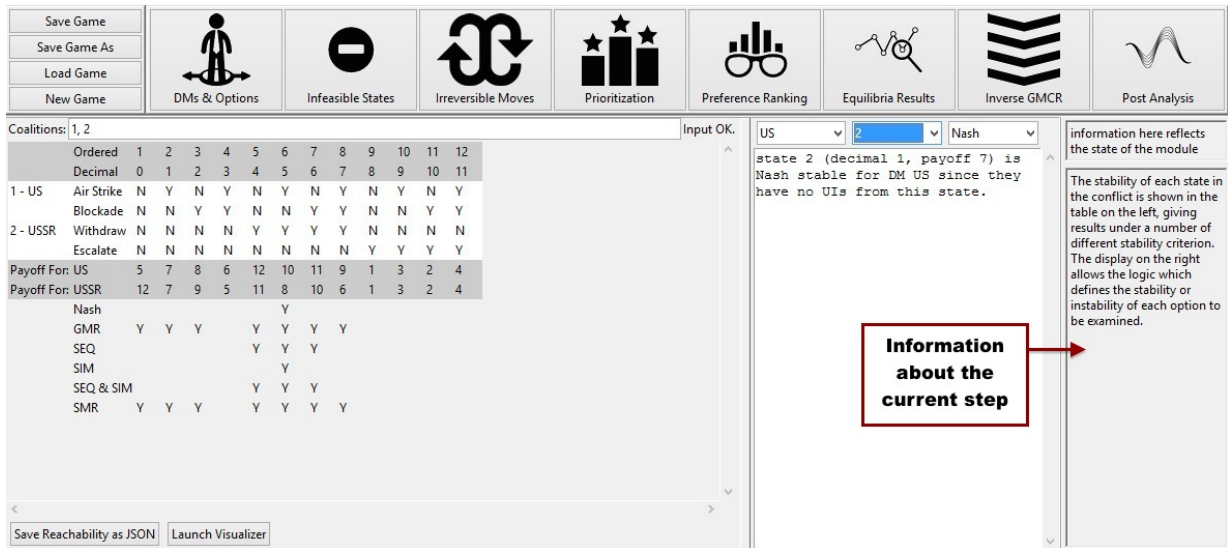 Save Game
Save Game As
Load Game
New Game
DMs & Options
Infeasible States
Irreversible Moves
Prioritization
Preference Ranking
Equilibria Results
Inverse GMCR
Post Analysis
Coalitions: 1, 2 Input OK.
Ordered 1 2 3 4 5 6 7 8 9 10 11 12
Decimal 0 1 2 3 4 5 6 7 8 9 10 11
1 - US Air Strike N Y N Y N Y N Y N Y N Y
Blockade N N Y Y N N Y Y N N Y Y
2 - USSR Withdraw N N N N Y Y Y Y N N N N
Escalate N N N N N N N N Y Y Y Y
Payoff For: US 5 7 8 6 12 10 11 9 1 3 2 4
Payoff For: USSR 12 7 9 5 11 8 10 6 1 3 2 4
Nash Y
GMR Y Y Y Y Y Y Y
SEQ Y Y Y
SIM Y
SEQ & SIM Y Y Y
SMR Y Y Y Y Y Y Y
Save Reachability as JSON
Launch Visualizer
US 2 Nash
state 2 (decimal 1, payoff 7) is
Nash stable for DM US since they
have no UIs from this state.
information here reflects
the state of the module
The stability of each state in
the conflict is shown in the
table on the left, giving
results under a number of
different stability criterion.
The display on the right
allows the logic which
defines the stability or
instability of each option to
be examined.
Information
about the
current step